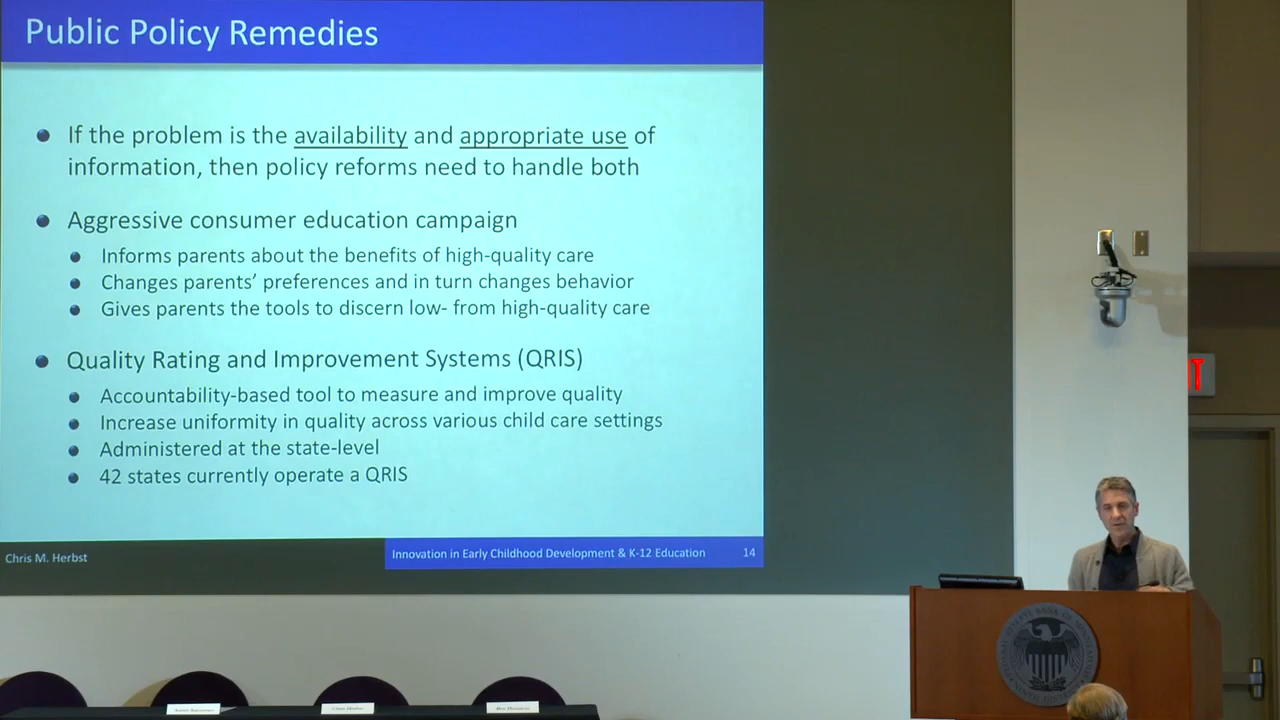 Public Policy Remedies
If the problem is the availability and appropriate use of
information, then policy reforms need to handle both
Aggressive consumer education campaign
Informs parents about the benefits of high-quality care
Changes parents' preferences and in turn changes behavior
Gives parents the tools to discern low- from high-quality care
Quality Rating and Improvement Systems (QRIS)
Accountability-based tool to measure and improve quality
Increase uniformity in quality across various child care settings
Administered at the state-level
42 states currently operate a QRIS
Chris M. Herbst
Innovation in Early Childhood Development & K-12 Education
14